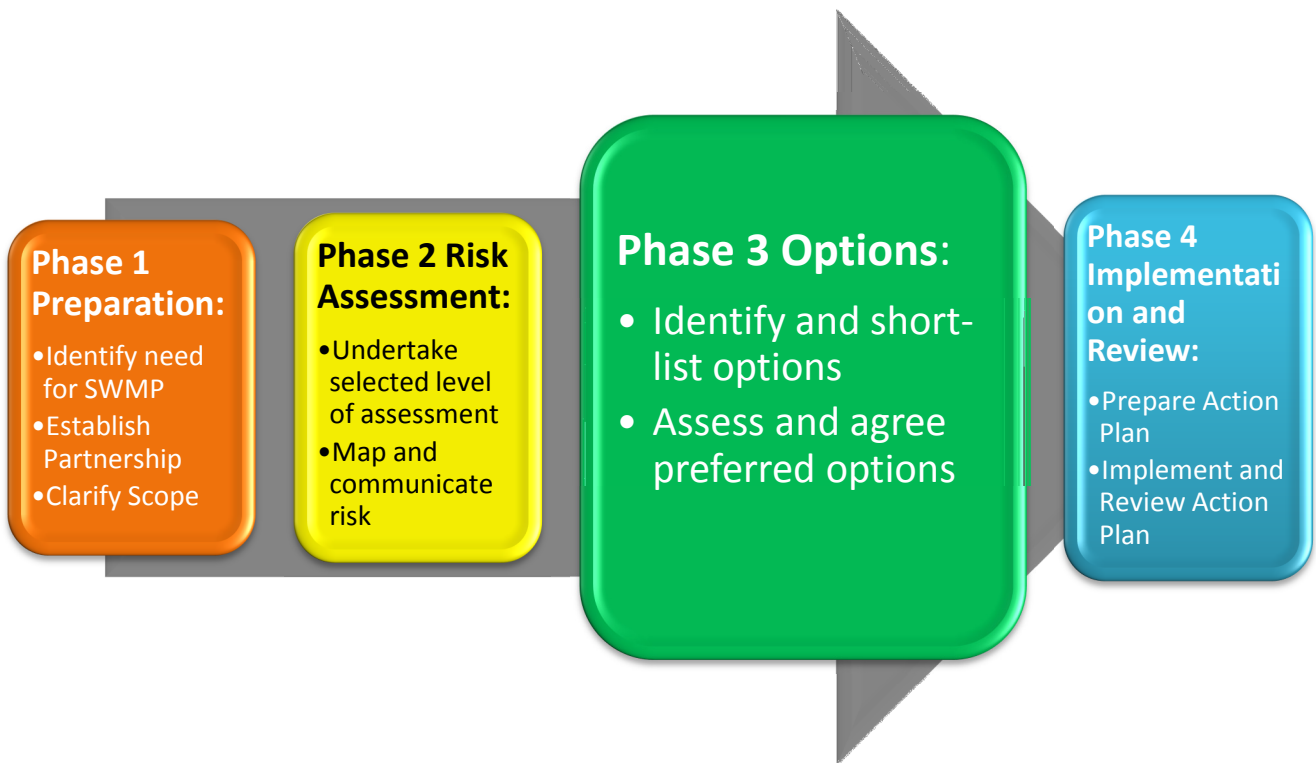 Phase 1
Preparation:
•Identify need
for SWMP
•Establish
Partnership
•Clarify Scope
Phase 2 Risk
Assessment:
•Undertake
selected level
of assessment
•Map and
communicate
risk
Phase 3 Options:
• Identify and short-
list options
• Assess and agree
preferred options
Phase 4
Implementati
on and
Review:
•Prepare Action
Plan
•Implement and
Review Action
Plan